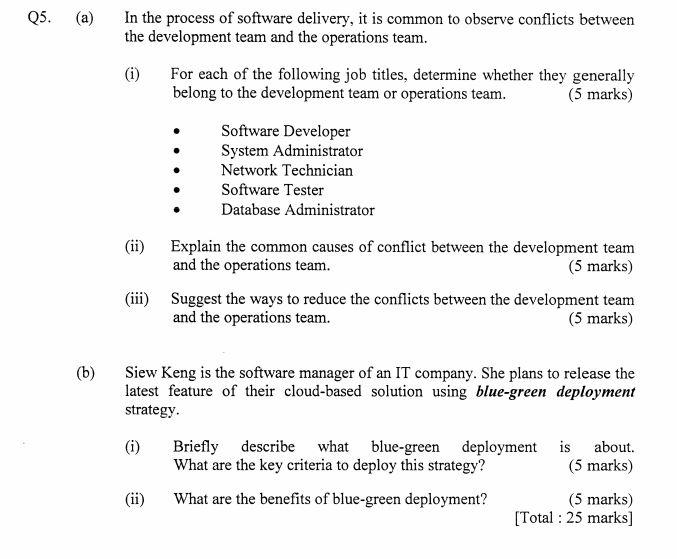 Q5. (a) In the process of software delivery, it is common to observe conflicts between
the development team and the operations team.
(i) For each of the following job titles, determine whether they generally
belong to the development team or operations team. (5 marks)
• Software Developer
• System Administrator
• Network Technician
• Software Tester
• Database Administrator
(ii) Explain the common causes of conflict between the development team
and the operations team. (5 marks)
(iii) Suggest the ways to reduce the conflicts between the development team
and the operations team. (5 marks)
(b) Siew Keng is the software manager of an IT company. She plans to release the
latest feature of their cloud-based solution using blue-green deployment
strategy.
(i) Briefly describe what blue-green deployment is about.
What are the key criteria to deploy this strategy? (5 marks)
(ii) What are the benefits of blue-green deployment? (5 marks)
[Total : 25 marks]